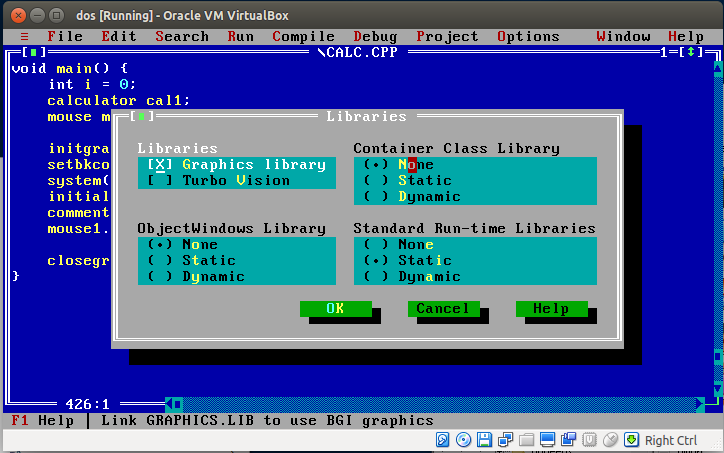 dos [Running] - Oracle VM VirtualBox
≡ File Edit Search Run Compile Debug Project Options Window Help
[■] \CALC.CPP 1=[↕]
void main() {
int i = 0;
calculator cal1;
mouse m
initgra
setbkco
system(
initial
comment
mouse1.
closegr
}
[■] Libraries
Libraries
[X] Graphics library
[ ] Turbo Vision
Container Class Library
(•) None
( ) Static
( ) Dynamic
ObjectWindows Library
(•) None
( ) Static
( ) Dynamic
Standard Run-time Libraries
( ) None
(•) Static
( ) Dynamic
OK Cancel Help
426:1
F1 Help | Link GRAPHICS.LIB to use BGI graphics
Right Ctrl